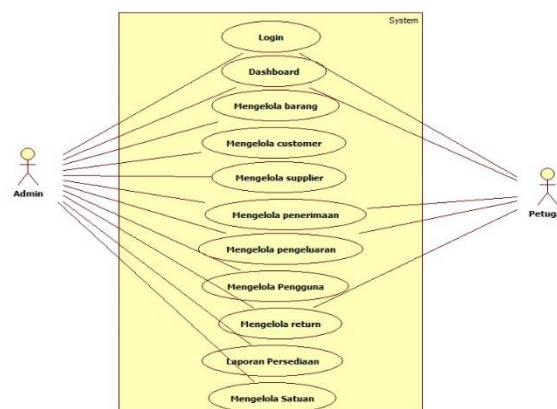 System
Login
Dashboard
Mengelola barang
Mengelola customer
Mengelola supplier
Admin
Mengelola penerimaan
Petuga
Mengelola pengeluaran
Mengelola Pengguna
Mengelola return
Laporan Persediaan
Mengelola Satuan